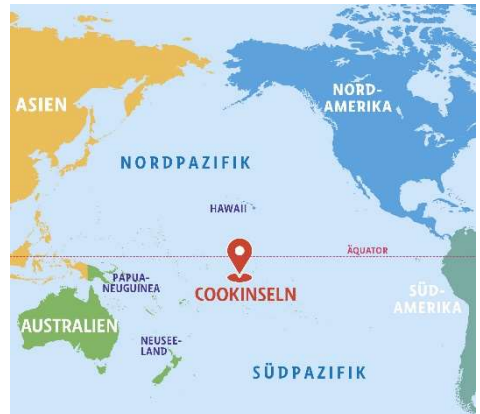 ASIEN
NORD-
AMERIKA
NORDPAZIFIK
HAWAII
ÄQUATOR
PAPUA-
NEUGUINEA
COOKINSELN
SÜD-
AMERIKA
AUSTRALIEN
NEUSEE-
LAND
SÜDPAZIFIK